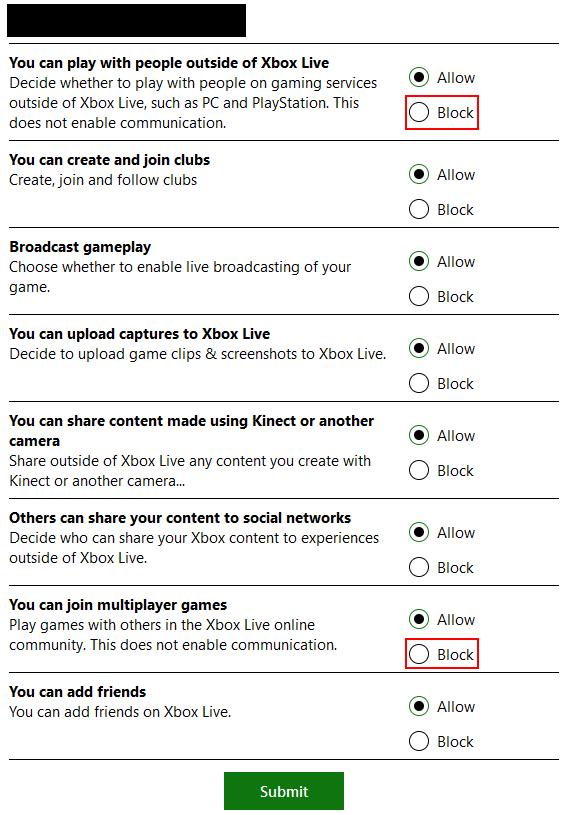 You can play with people outside of Xbox Live
Decide whether to play with people on gaming services
outside of Xbox Live, such as PC and PlayStation. This
does not enable communication.
Allow
Block
You can create and join clubs
Create, join and follow clubs
Allow
Block
Broadcast gameplay
Choose whether to enable live broadcasting of your
game.
Allow
Block
You can upload captures to Xbox Live
Decide to upload game clips & screenshots to Xbox Live.
Allow
Block
You can share content made using Kinect or another
camera
Share outside of Xbox Live any content you create with
Kinect or another camera...
Allow
Block
Others can share your content to social networks
Decide who can share your Xbox content to experiences
outside of Xbox Live.
Allow
Block
You can join multiplayer games
Play games with others in the Xbox Live online
community. This does not enable communication.
Allow
Block
You can add friends
You can add friends on Xbox Live.
Allow
Block
Submit